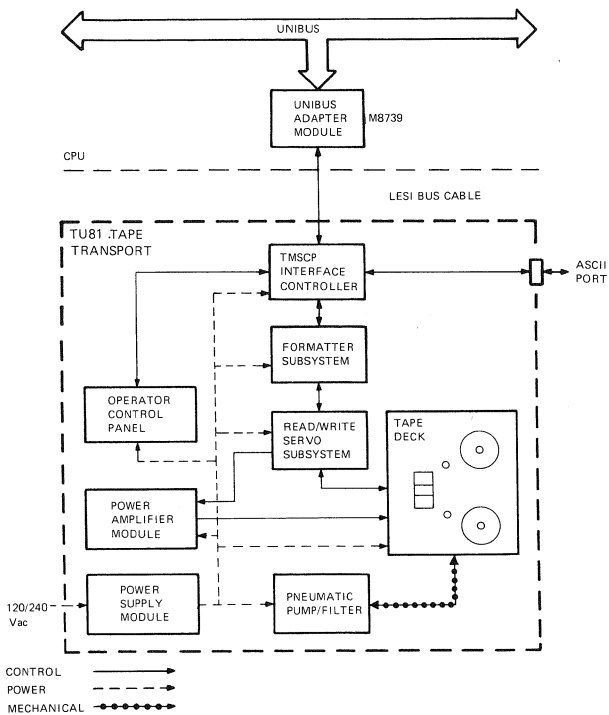 UNIBUS
UNIBUS
ADAPTER
MODULE
M8739
CPU
LESI BUS CABLE
TU81 .TAPE
TRANSPORT
TMSCP
INTERFACE
CONTROLLER
ASCII
PORT
FORMATTER
SUBSYSTEM
OPERATOR
CONTROL
PANEL
READ/WRITE
SERVO
SUBSYSTEM
TAPE
DECK
POWER
AMPLIFIER
MODULE
120/240
Vac
POWER
SUPPLY
MODULE
PNEUMATIC
PUMP/FILTER
CONTROL
POWER
MECHANICAL